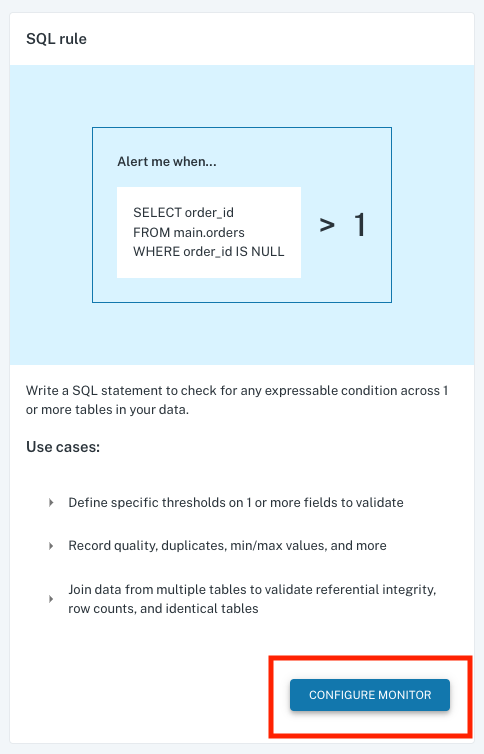 SQL rule
Alert me when...
SELECT order_id
FROM main.orders
WHERE order_id IS NULL
> 1
Write a SQL statement to check for any expressable condition across 1
or more tables in your data.
Use cases:
Define specific thresholds on 1 or more fields to validate
Record quality, duplicates, min/max values, and more
Join data from multiple tables to validate referential integrity,
row counts, and identical tables
CONFIGURE MONITOR